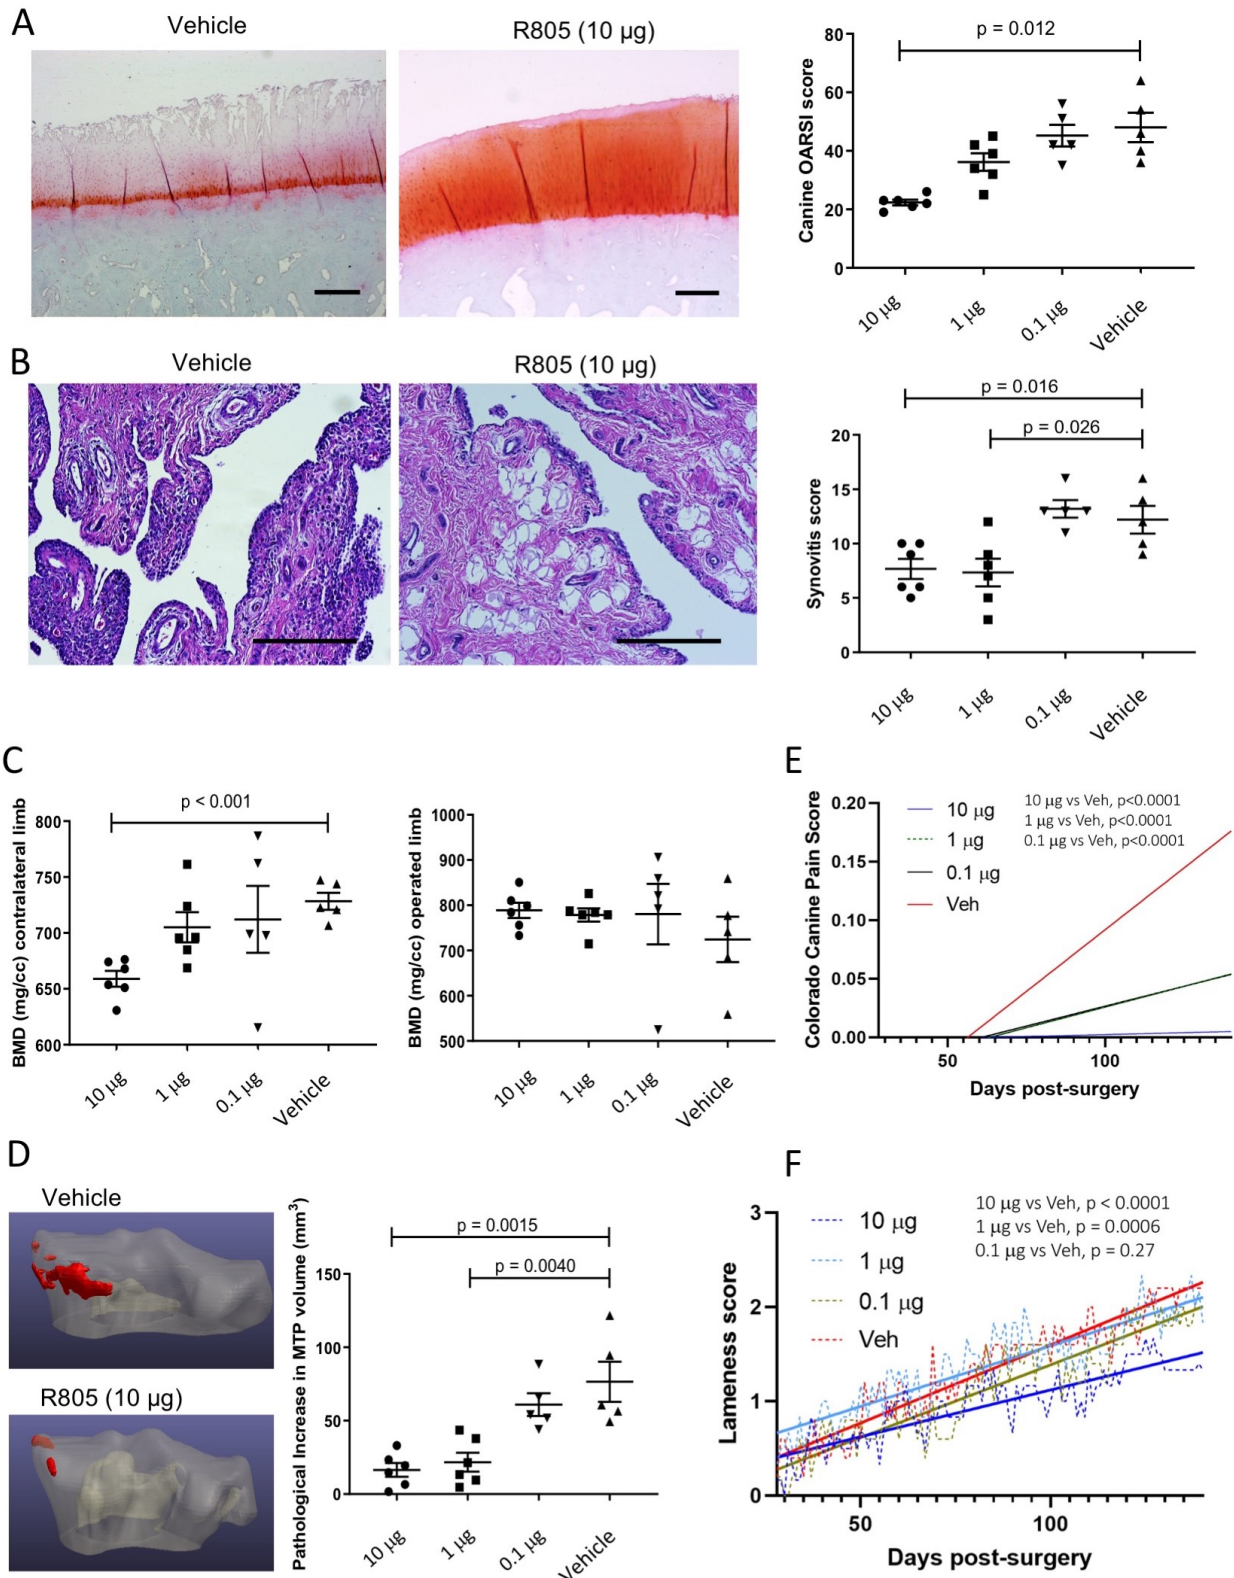 A
Vehicle
R805 (10 µg)
p = 0.012
Canine OARSI score
80
60
40
20
0
10 µg
1 µg
0.1 µg
Vehicle
B
Vehicle
R805 (10 µg)
p = 0.016
p = 0.026
Synovitis score
20
15
10
5
0
10 µg
1 µg
0.1 µg
Vehicle
C
p < 0.001
BMD (mg/cc) contralateral limb
800
750
700
650
600
10 µg
1 µg
0.1 µg
Vehicle
BMD (mg/cc) operated limb
1000
900
800
700
600
500
10 µg
1 µg
0.1 µg
Vehicle
E
Colorado Canine Pain Score
0.20
0.15
0.10
0.05
0.00
10 µg
1 µg
0.1 µg
Veh
10 µg vs Veh, p<0.0001
1 µg vs Veh, p<0.0001
0.1 µg vs Veh, p<0.0001
50
100
Days post-surgery
D
Vehicle
R805 (10 µg)
Pathological Increase in MTP volume (mm³)
p = 0.0015
p = 0.0040
150
100
50
0
10 µg
1 µg
0.1 µg
Vehicle
F
Lameness score
3
2
1
0
10 µg
1 µg
0.1 µg
Veh
10 µg vs Veh, p < 0.0001
1 µg vs Veh, p = 0.0006
0.1 µg vs Veh, p = 0.27
50
100
Days post-surgery